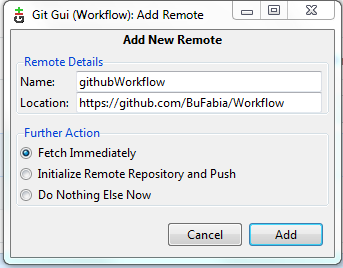 Git Gui (Workflow): Add Remote
Add New Remote
Remote Details
Name: githubWorkflow
Location: https://github.com/BuFabia/Workflow
Further Action
Fetch Immediately
Initialize Remote Repository and Push
Do Nothing Else Now
Cancel Add